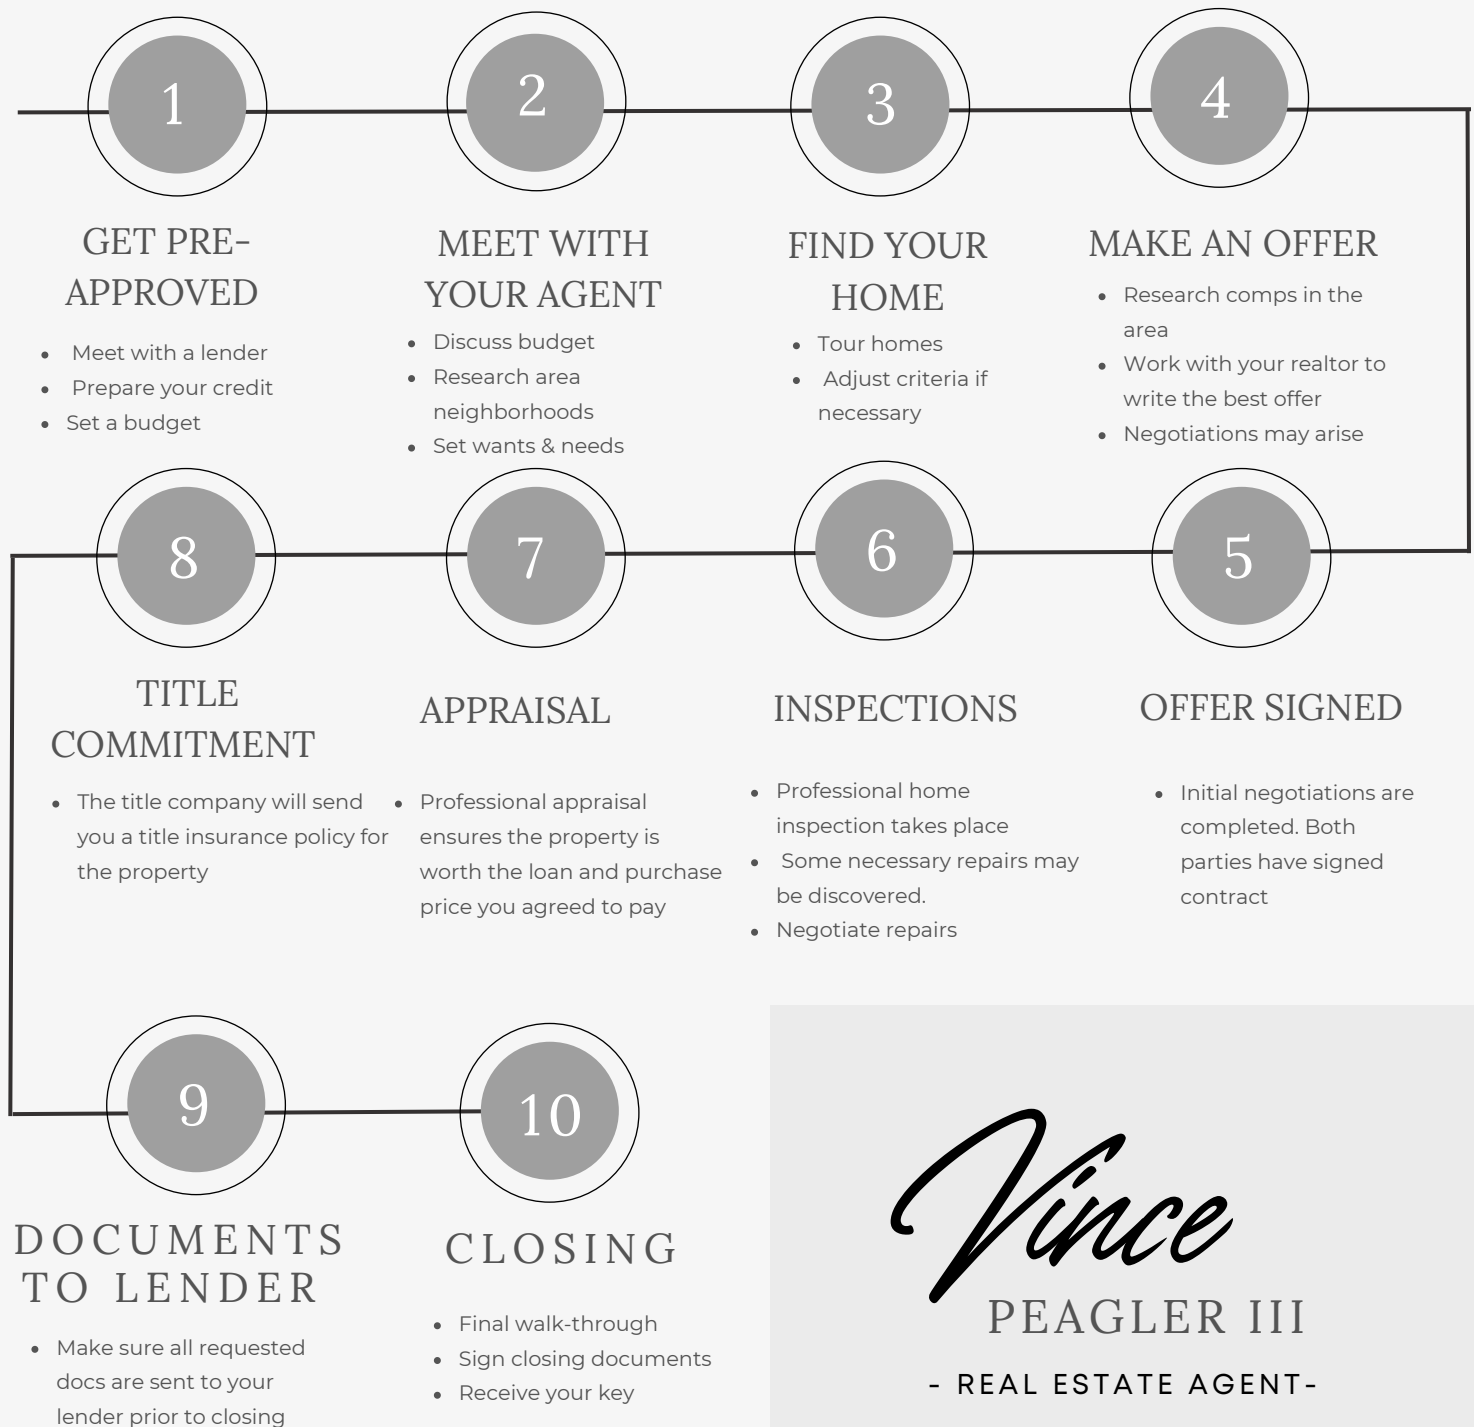 1
GET PRE-
APPROVED
• Meet with a lender
• Prepare your credit
• Set a budget
2
MEET WITH
YOUR AGENT
• Discuss budget
• Research area
neighborhoods
• Set wants & needs
3
FIND YOUR
HOME
• Tour homes
• Adjust criteria if
necessary
4
MAKE AN OFFER
• Research comps in the
area
• Work with your realtor to
write the best offer
• Negotiations may arise
5
OFFER SIGNED
• Initial negotiations are
completed. Both
parties have signed
contract
6
INSPECTIONS
• Professional home
inspection takes place
• Some necessary repairs may
be discovered.
• Negotiate repairs
7
APPRAISAL
• Professional appraisal
ensures the property is
worth the loan and purchase
price you agreed to pay
8
TITLE
COMMITMENT
• The title company will send
you a title insurance policy for
the property
9
DOCUMENTS
TO LENDER
• Make sure all requested
docs are sent to your
lender prior to closing
10
CLOSING
• Final walk-through
• Sign closing documents
• Receive your key
Vince
PEAGLER III
- REAL ESTATE AGENT-